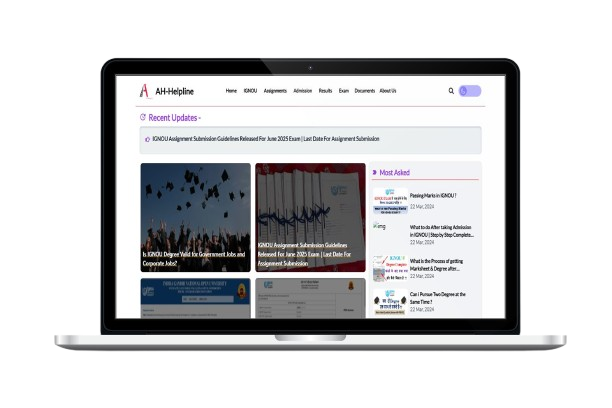 AH-Helpline
Home IGNOU Assignments Admission Results Exam Documents About Us
Recent Updates -
IGNOU Assignment Submission Guidelines Released For June 2025 Exam | Last Date For Assignment Submission
Is IGNOU Degree Valid for Government Jobs and
Corporate Jobs?
IGNOU Assignment Submission Guidelines
Released For June 2025 Exam | Last Date For
Assignment Submission
Most Asked
Passing Marks in IGNOU ?
22 Mar, 2024
img
What to do After taking Admission
in IGNOU | Step by Step Complete...
22 Mar, 2024
What is the Process of getting
Marksheet & Degree after...
22 Mar, 2024
Can I Pursue Two Degree at the
Same Time ?
22 Mar, 2024
INDIRA GANDHI NATIONAL OPEN UNIVERSITY